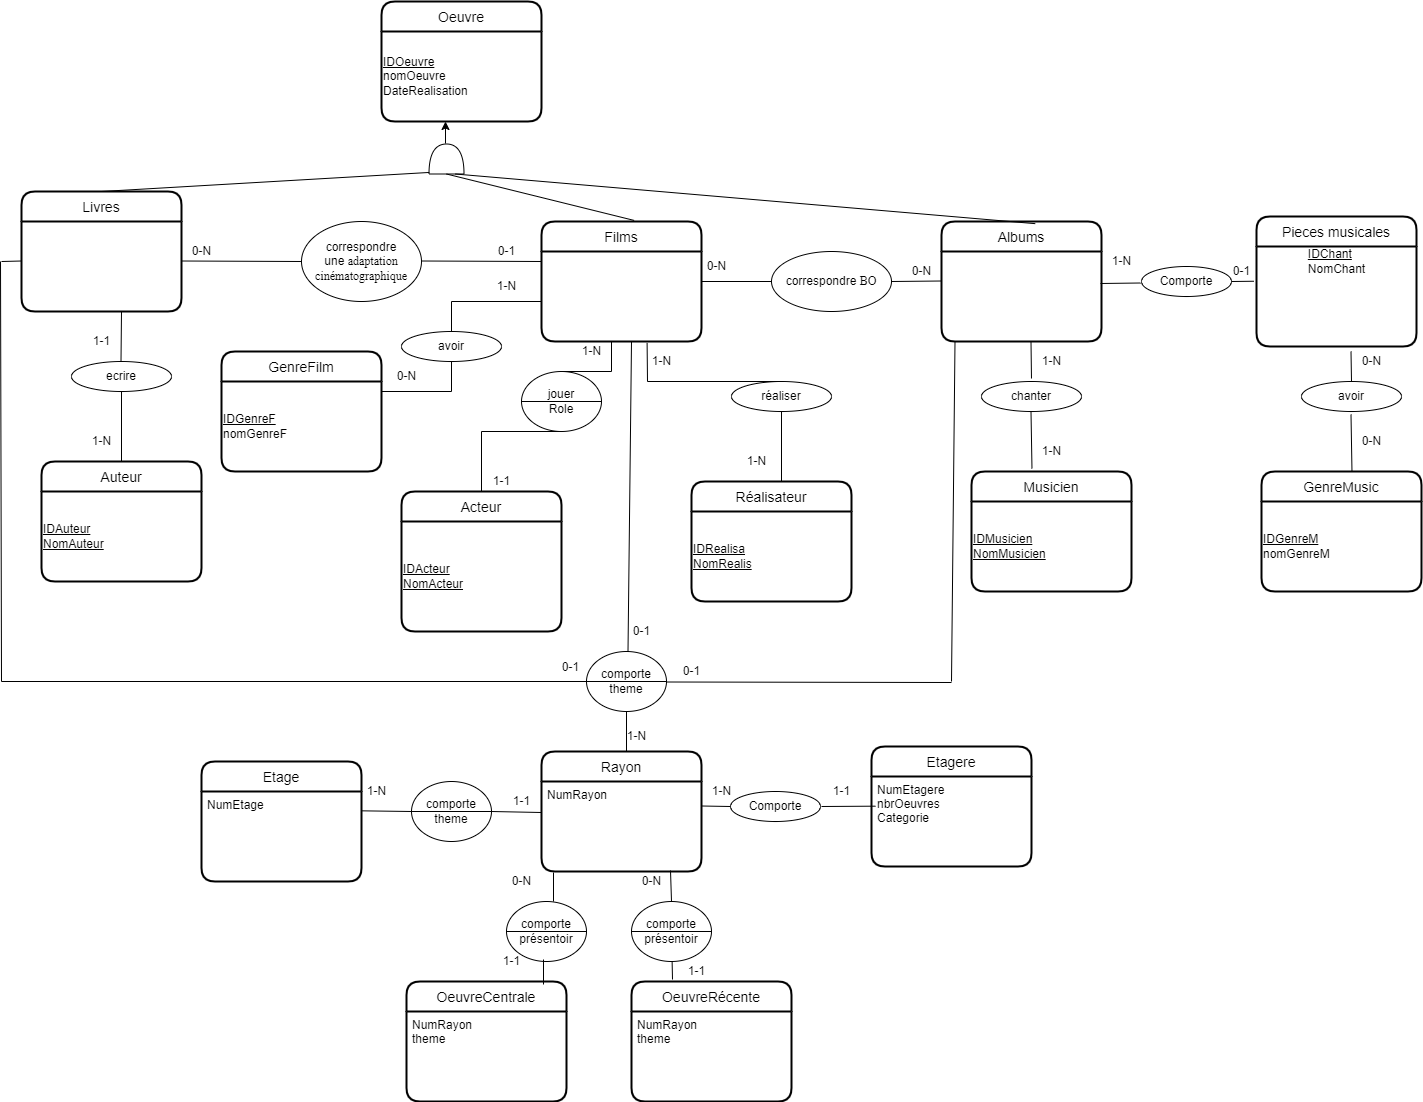 Oeuvre
IDOeuvre
nomOeuvre
DateRealisation
Livres
0-N
correspondre
une adaptation
cinématographique
0-1
Films
0-N
correspondre BO
0-N
Albums
1-N
Comporte
0-1
Pieces musicales
IDChant
NomChant
1-1
ecrire
1-N
Auteur
IDAuteur
NomAuteur
1-N
avoir
0-N
GenreFilm
IDGenreF
nomGenreF
1-N
jouer
Role
1-1
Acteur
IDActeur
NomActeur
1-N
réaliser
1-N
Réalisateur
IDRealisa
NomRealis
1-N
chanter
1-N
Musicien
IDMusicien
NomMusicien
0-N
avoir
0-N
GenreMusic
IDGenreM
nomGenreM
0-1
0-1
comporte
theme
0-1
1-N
Etage
NumEtage
1-N
comporte
theme
1-1
Rayon
NumRayon
1-N
Comporte
1-1
Etagere
NumEtagere
nbrOeuvres
Categorie
0-N
comporte
présentoir
1-1
0-N
comporte
présentoir
1-1
OeuvreCentrale
NumRayon
theme
OeuvreRécente
NumRayon
theme